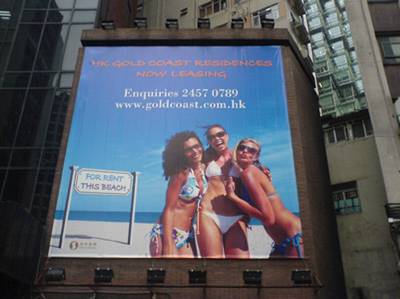 HK GOLD COAST RESIDENCES
NOW LEASING
Enquiries 2457 0789
www.goldcoast.com.hk
FOR RENT
THIS BEACH